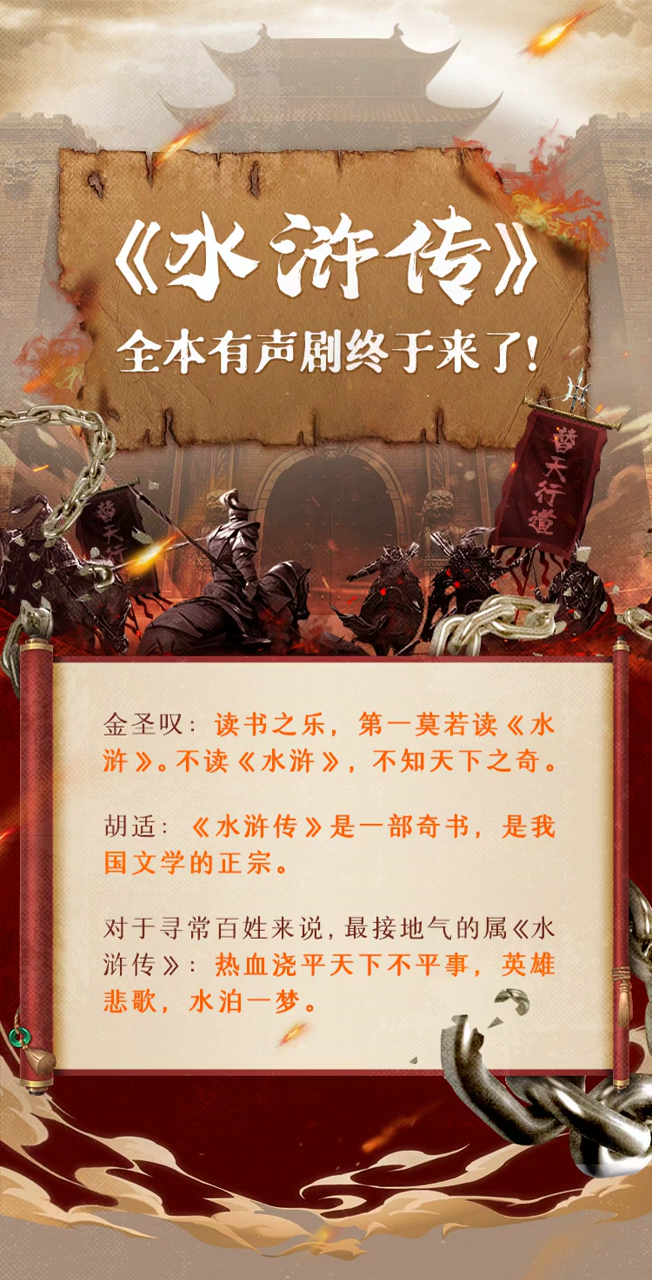 《水浒传》
全本有声剧终于来了!
替天行道
替天行
金圣叹：读书之乐，第一莫若读《水
浒》。不读《水浒》，不知天下之奇。
胡适：《水浒传》是一部奇书，是我
国文学的正宗。
对于寻常百姓来说，最接地气的属《水
浒传》：热血浇平天下不平事，英雄
悲歌，水泊一梦。